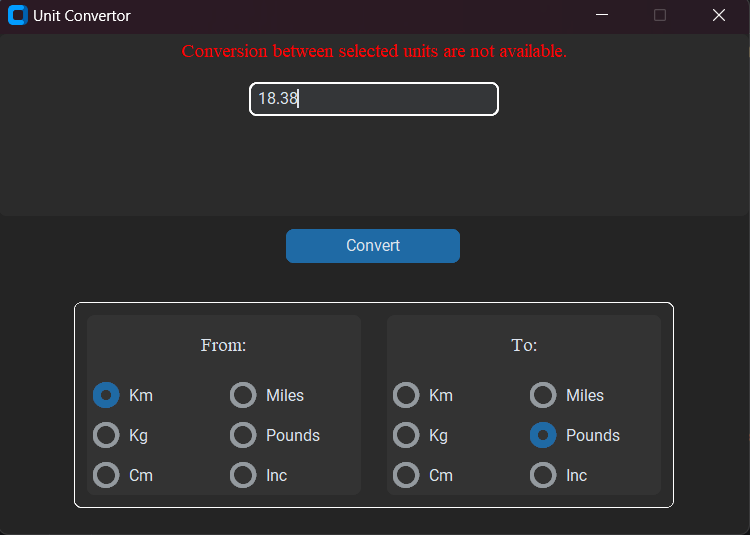 Unit Convertor
Conversion between selected units are not available.
18.38
Convert
From:
Km Miles
Kg Pounds
Cm Inc
To:
Km Miles
Kg Pounds
Cm Inc